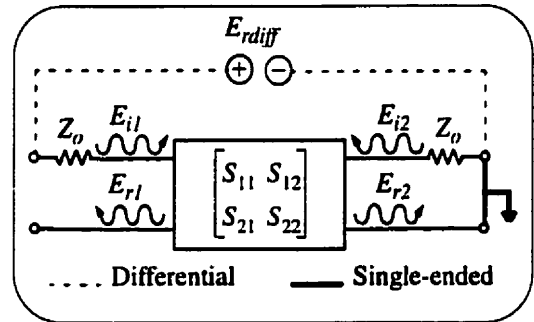 E_rdiff
+ −
Z_o E_i1 E_i2 Z_o
S_11 S_12
E_r1 E_r2
S_21 S_22
Differential Single-ended